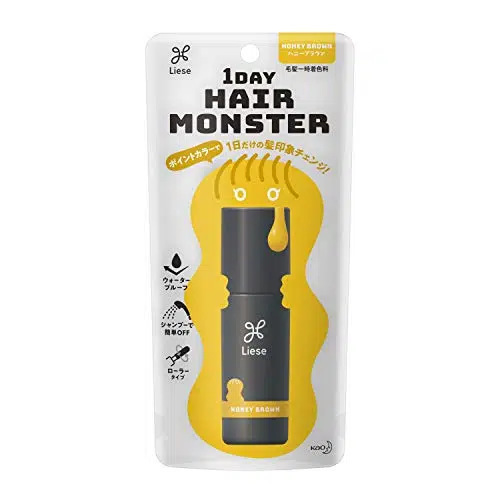 Liese
HONEY BROWN
ハニーブラウン
毛髪一時着色料
1DAY
HAIR
MONSTER
ポイントカラーで
1日だけの髪印象チェンジ!
ウォーター
プルーフ
シャンプーで
簡単OFF
ローラー
タイプ
Liese
HONEY BROWN
Kao